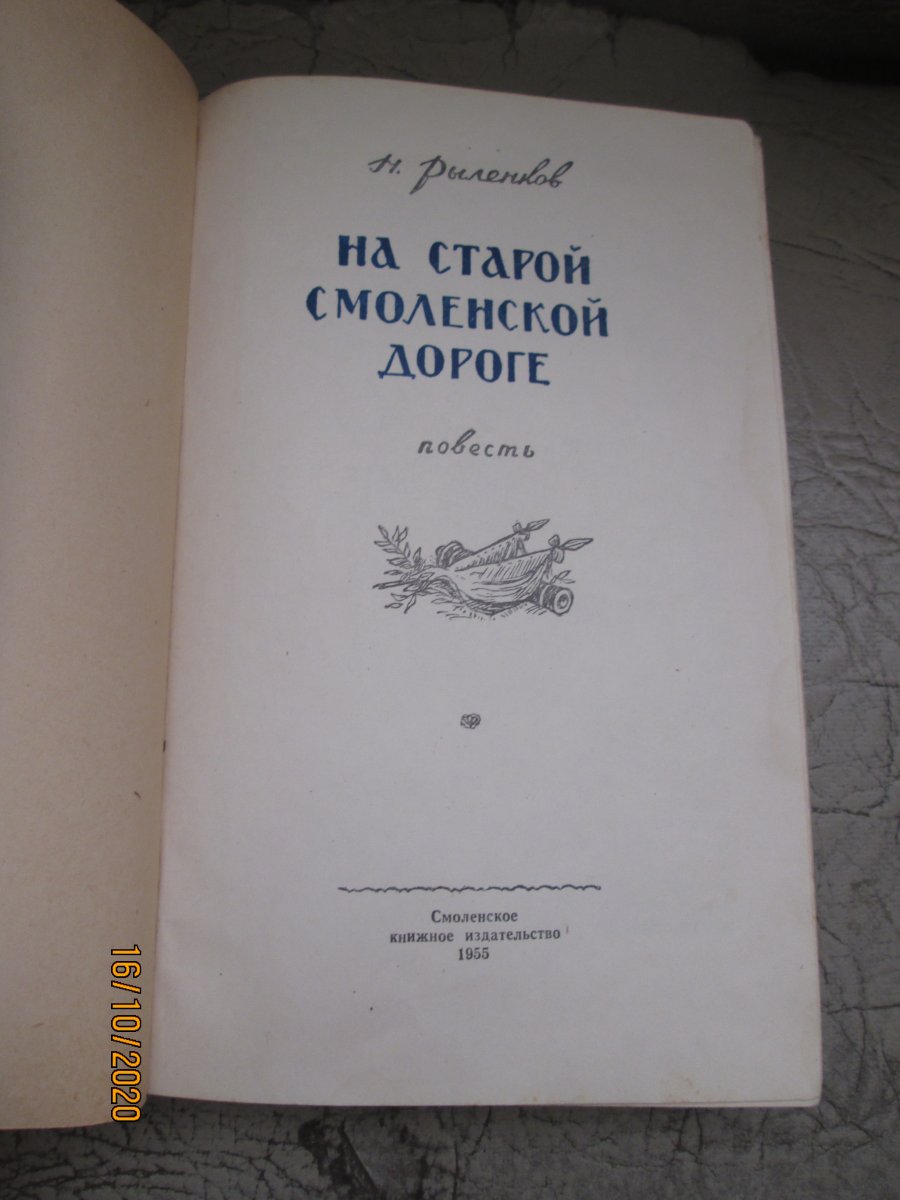 Н. Рыленков
НА СТАРОЙ
СМОЛЕНСКОЙ
ДОРОГЕ
повесть
Смоленское
книжное издательство
1955
16/10/2020